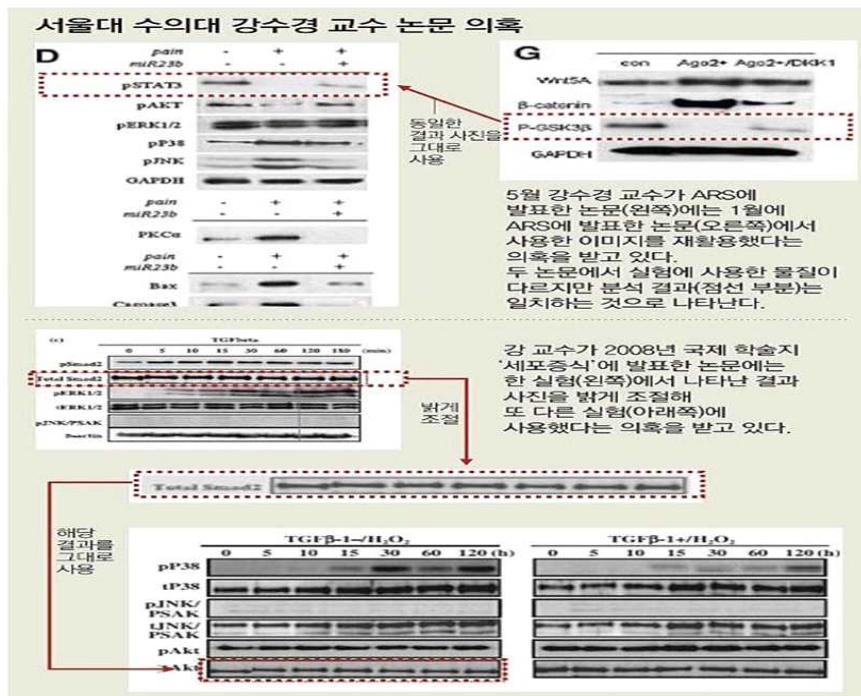 서울대 수의대 강수경 교수 논문 의혹
D
pain - + +
miR23b - - +
pSTAT3
pAKT
pERK1/2
pP38
pJNK
GAPDH
pain - + +
miR23b - - +
PKCα
pain - + +
miR23b - - +
Bax
Caspase3
동일한
결과 사진을
그대로
사용
G
con Ago2+ Ago2+/DKK1
Wnt5A
β-catenin
P-GSK3β
GAPDH
5월 강수경 교수가 ARS에
발표한 논문(왼쪽)에는 1월에
ARS에 발표한 논문(오른쪽)에서
사용한 이미지를 재활용했다는
의혹을 받고 있다.
두 논문에서 실험에 사용한 물질이
다르지만 분석 결과(점선 부분)는
일치하는 것으로 나타난다.
(c) TGFbeta
0 5 10 15 30 60 120 180 (min)
pSmad2
Total Smad2
pERK1/2
tERK1/2
pJNK/PSAK
β-actin
밝게
조절
강 교수가 2008년 국제 학술지
'세포증식'에 발표한 논문에는
한 실험(왼쪽)에서 나타난 결과
사진을 밝게 조절해
또 다른 실험(아래쪽)에
사용했다는 의혹을 받고 있다.
Total Smad2
해당
결과를
그대로
사용
TGFβ-1-/H₂O₂ TGFβ-1+/H₂O₂
0 5 10 15 30 60 120 (h) 0 5 10 15 30 60 120 (h)
pP38
tP38
pJNK/
PSAK
tJNK/
PSAK
pAkt
tAkt